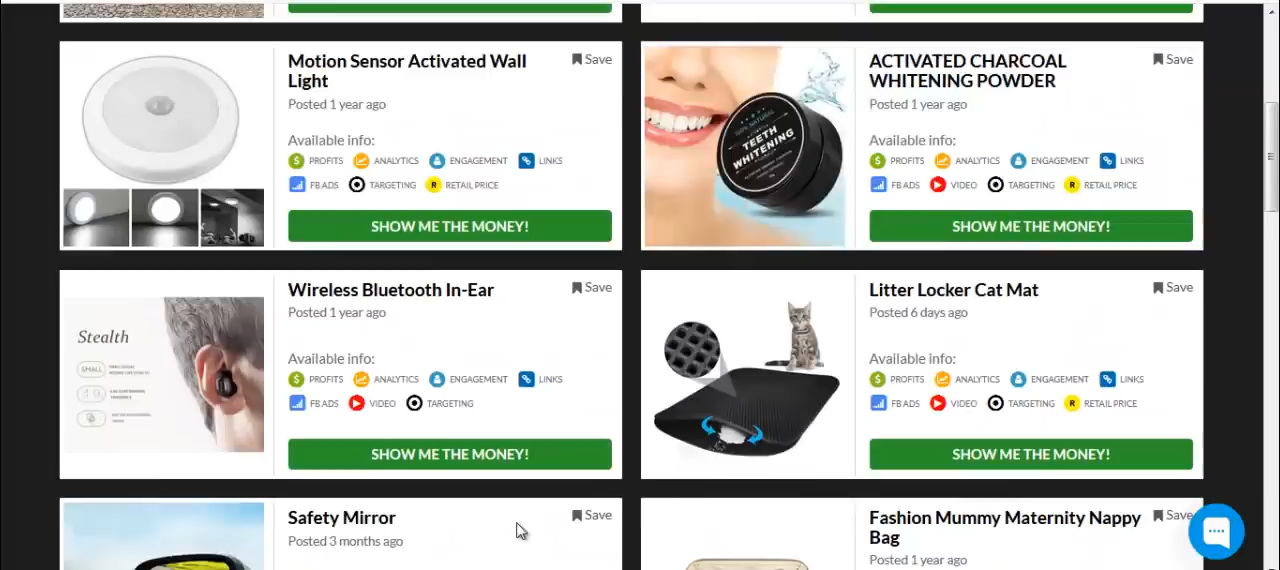 Motion Sensor Activated Wall
Light
Save
Posted 1 year ago
Available info:
PROFITS ANALYTICS ENGAGEMENT LINKS
FB ADS TARGETING R RETAIL PRICE
SHOW ME THE MONEY!
TEETH
WHITENING
ACTIVATED CHARCOAL
WHITENING POWDER
Save
Posted 1 year ago
Available info:
PROFITS ANALYTICS ENGAGEMENT LINKS
FB ADS VIDEO TARGETING R RETAIL PRICE
SHOW ME THE MONEY!
Stealth
SMALL
Wireless Bluetooth In-Ear
Save
Posted 1 year ago
Available info:
PROFITS ANALYTICS ENGAGEMENT LINKS
FB ADS VIDEO TARGETING
SHOW ME THE MONEY!
Litter Locker Cat Mat
Save
Posted 6 days ago
Available info:
PROFITS ANALYTICS ENGAGEMENT LINKS
FB ADS VIDEO TARGETING R RETAIL PRICE
SHOW ME THE MONEY!
Safety Mirror
Save
Posted 3 months ago
Fashion Mummy Maternity Nappy
Bag
Save
Posted 1 year ago